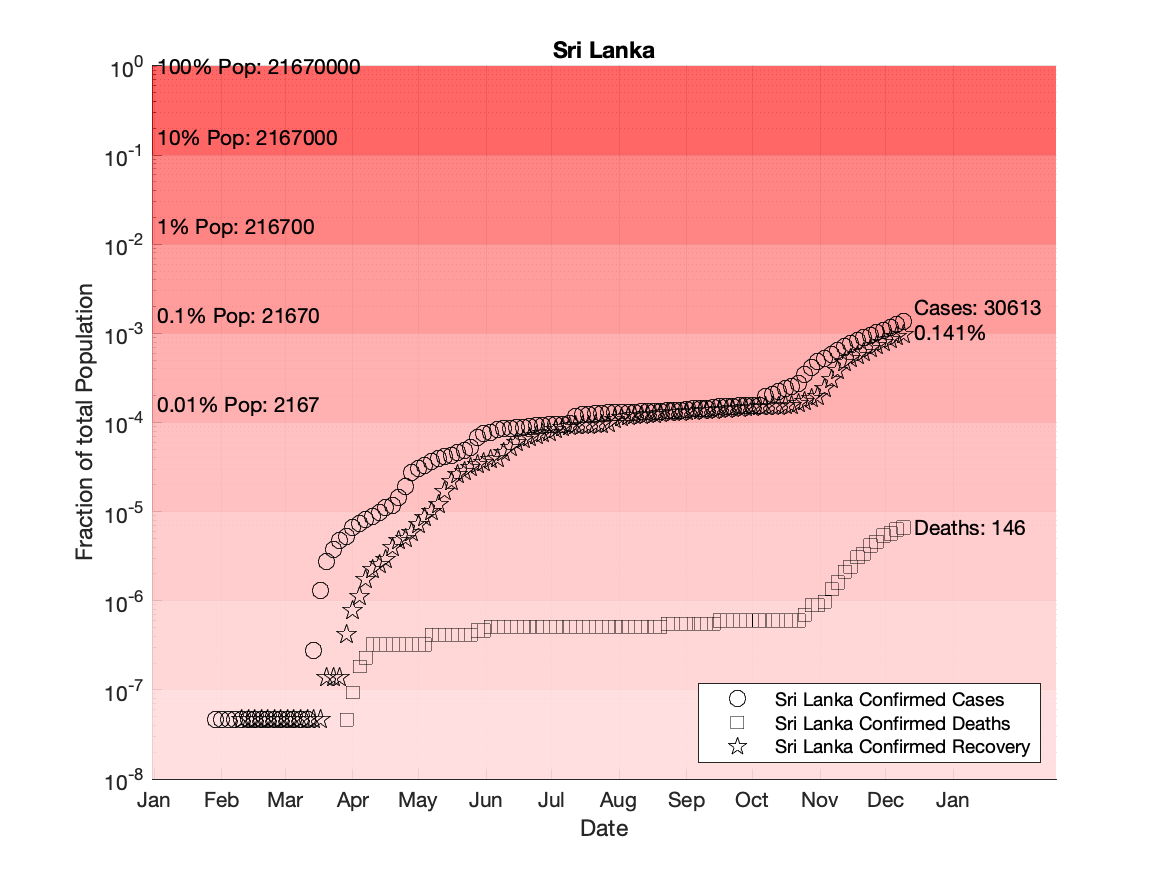 Sri Lanka
10^0
100% Pop: 21670000
10% Pop: 2167000
10^-1
1% Pop: 216700
10^-2
0.1% Pop: 21670
10^-3
Cases: 30613
0.141%
0.01% Pop: 2167
10^-4
10^-5
Deaths: 146
10^-6
10^-7
10^-8
Fraction of total Population
Sri Lanka Confirmed Cases
Sri Lanka Confirmed Deaths
Sri Lanka Confirmed Recovery
Jan Feb Mar Apr May Jun Jul Aug Sep Oct Nov Dec Jan
Date